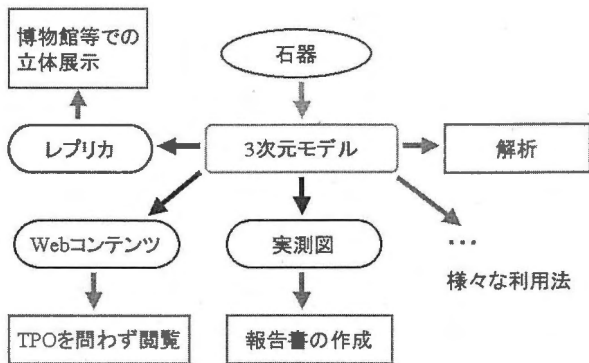 博物館等での
立体展示
石器
レプリカ
3次元モデル
解析
Webコンテンツ
実測図
…
様々な利用法
TPOを問わず閲覧
報告書の作成